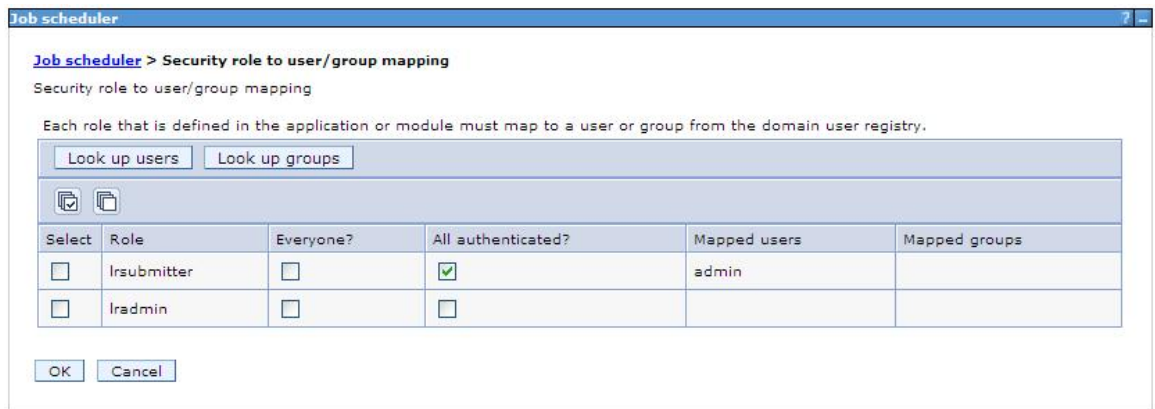 Job scheduler ? –
Job scheduler > Security role to user/group mapping
Security role to user/group mapping
Each role that is defined in the application or module must map to a user or group from the domain user registry.
Look up users Look up groups
Select Role Everyone? All authenticated? Mapped users Mapped groups
lrsubmitter admin
lradmin
OK Cancel